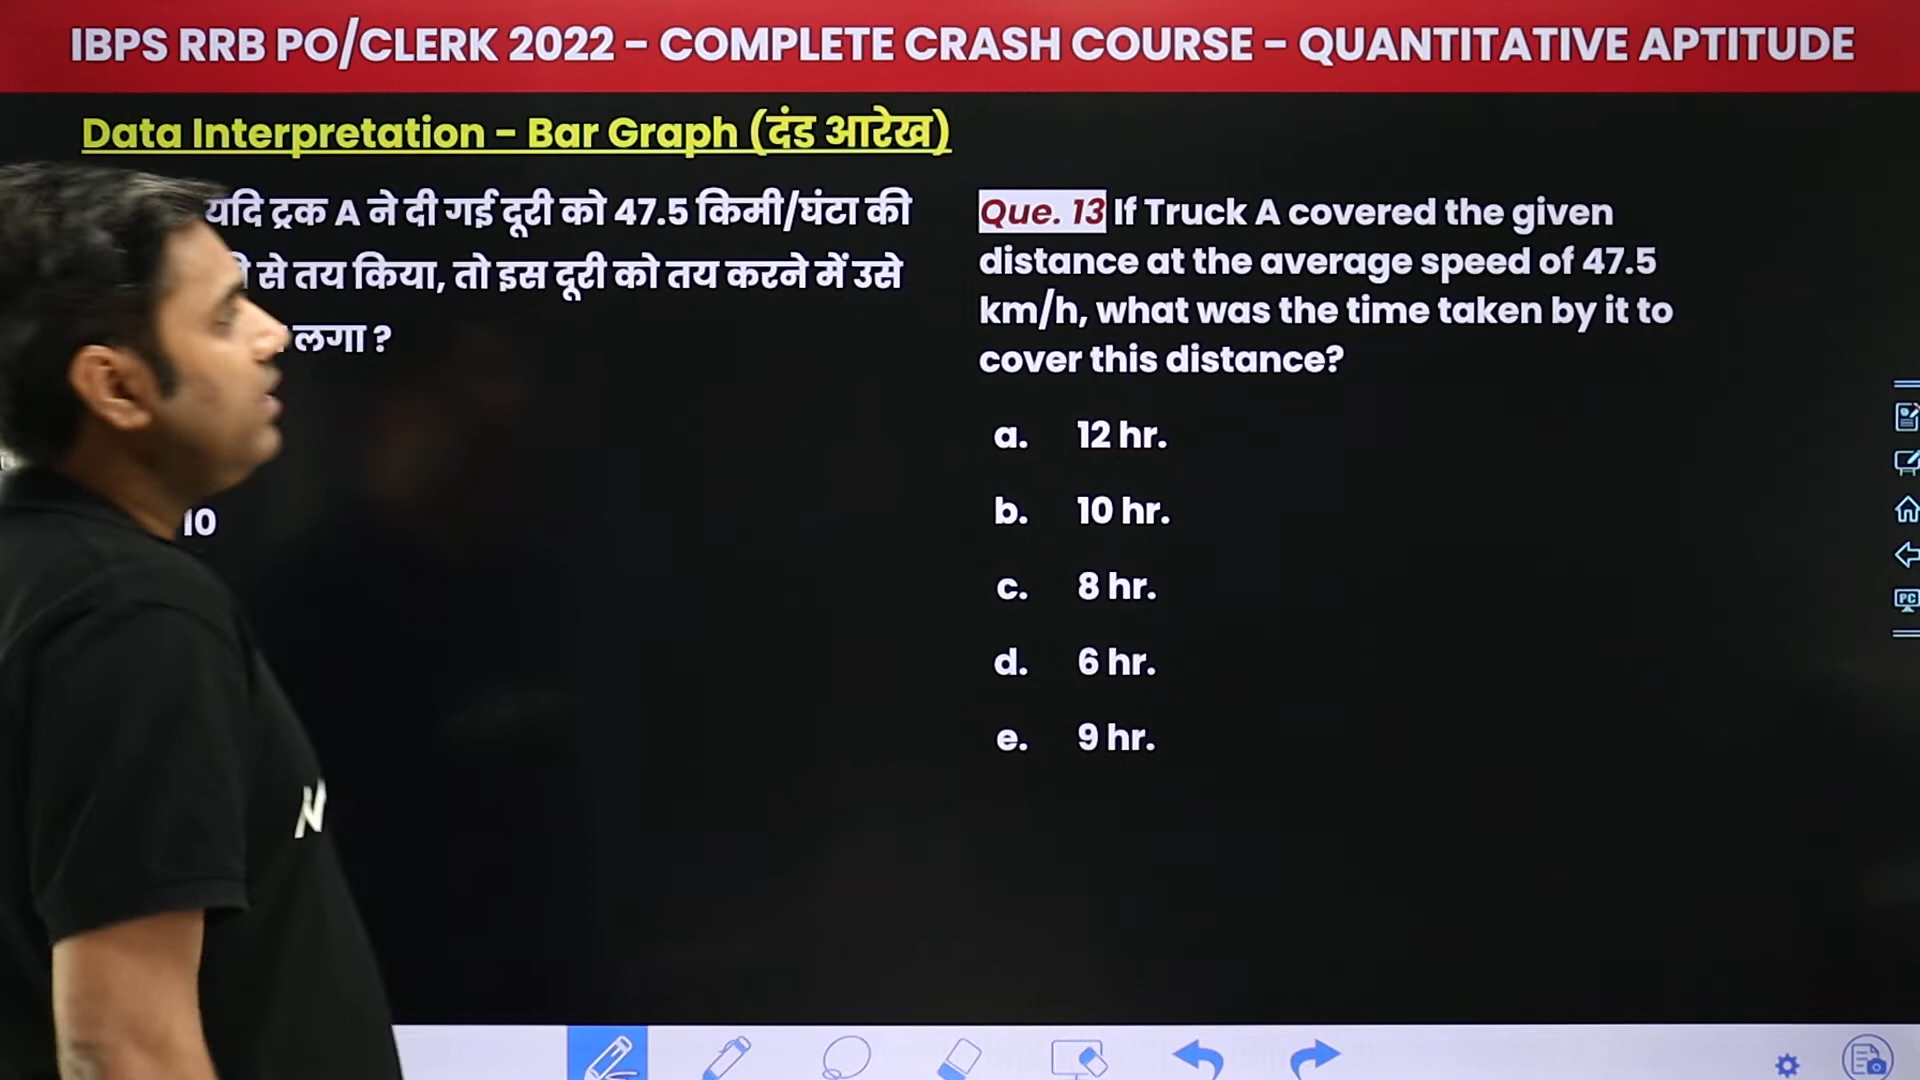 IBPS RRB PO/CLERK 2022 - COMPLETE CRASH COURSE - QUANTITATIVE APTITUDE
Data Interpretation - Bar Graph (दंड आरेख)
यदि ट्रक A ने दी गई दूरी को 47.5 किमी/घंटा की
से तय किया, तो इस दूरी को तय करने में उसे
लगा ?
10
Que. 13 If Truck A covered the given
distance at the average speed of 47.5
km/h, what was the time taken by it to
cover this distance?
a. 12 hr.
b. 10 hr.
c. 8 hr.
d. 6 hr.
e. 9 hr.
PC